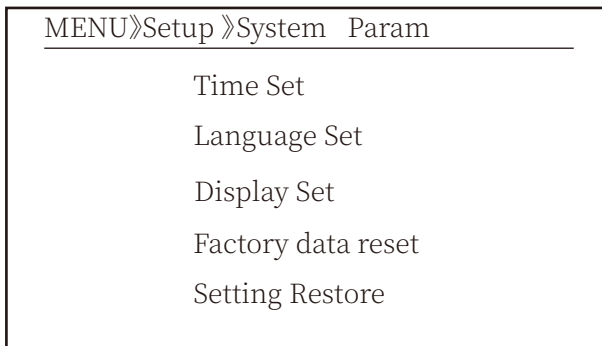 MENU》Setup 》System Param
Time Set
Language Set
Display Set
Factory data reset
Setting Restore